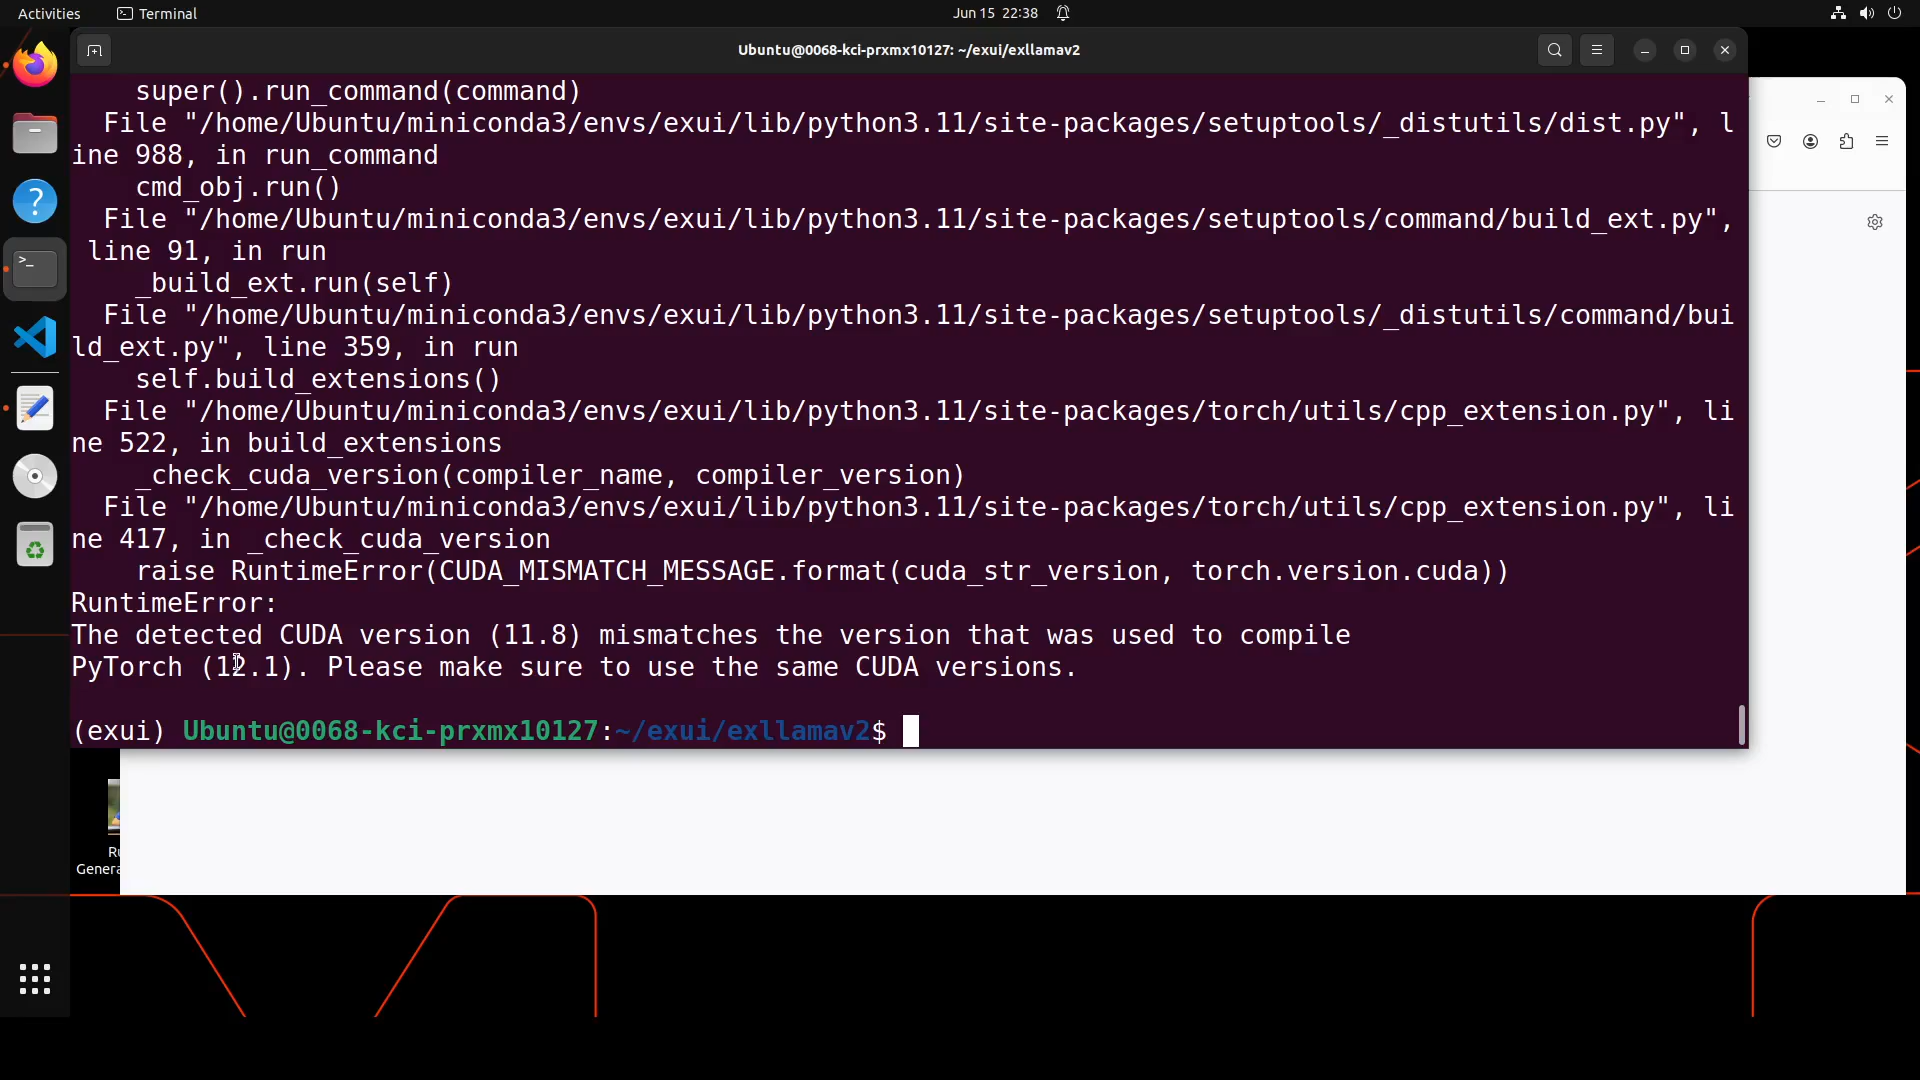 Activities Terminal Jun 15 22:38
Ubuntu@0068-kci-prxmx10127: ~/exui/exllamav2
super().run_command(command)
File "/home/Ubuntu/miniconda3/envs/exui/lib/python3.11/site-packages/setuptools/_distutils/dist.py", l
ine 988, in run_command
cmd_obj.run()
File "/home/Ubuntu/miniconda3/envs/exui/lib/python3.11/site-packages/setuptools/command/build_ext.py",
line 91, in run
_build_ext.run(self)
File "/home/Ubuntu/miniconda3/envs/exui/lib/python3.11/site-packages/setuptools/_distutils/command/bui
ld_ext.py", line 359, in run
self.build_extensions()
File "/home/Ubuntu/miniconda3/envs/exui/lib/python3.11/site-packages/torch/utils/cpp_extension.py", li
ne 522, in build_extensions
_check_cuda_version(compiler_name, compiler_version)
File "/home/Ubuntu/miniconda3/envs/exui/lib/python3.11/site-packages/torch/utils/cpp_extension.py", li
ne 417, in _check_cuda_version
raise RuntimeError(CUDA_MISMATCH_MESSAGE.format(cuda_str_version, torch.version.cuda))
RuntimeError:
The detected CUDA version (11.8) mismatches the version that was used to compile
PyTorch (12.1). Please make sure to use the same CUDA versions.
(exui) Ubuntu@0068-kci-prxmx10127:~/exui/exllamav2$